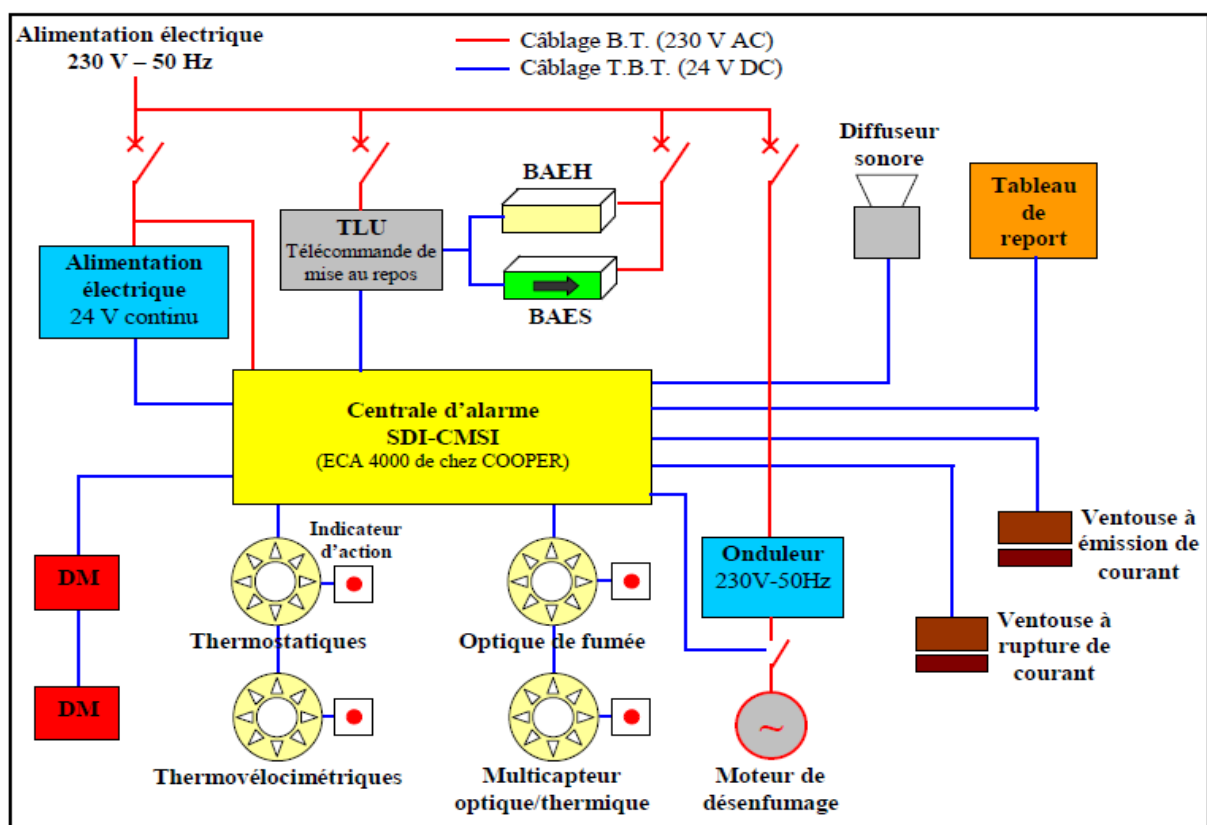 Alimentation électrique
230 V – 50 Hz
Câblage B.T. (230 V AC)
Câblage T.B.T. (24 V DC)
Diffuseur
sonore
BAEH
Tableau
de
report
TLU
Télécommande de
mise au repos
Alimentation
électrique
24 V continu
BAES
Centrale d'alarme
SDI-CMSI
(ECA 4000 de chez COOPER)
Indicateur
d'action
DM
Thermostatiques
Optique de fumée
Onduleur
230V-50Hz
Ventouse à
émission de
courant
Ventouse à
rupture de
courant
DM
Thermovélocimétriques
Multicapteur
optique/thermique
~
Moteur de
désenfumage